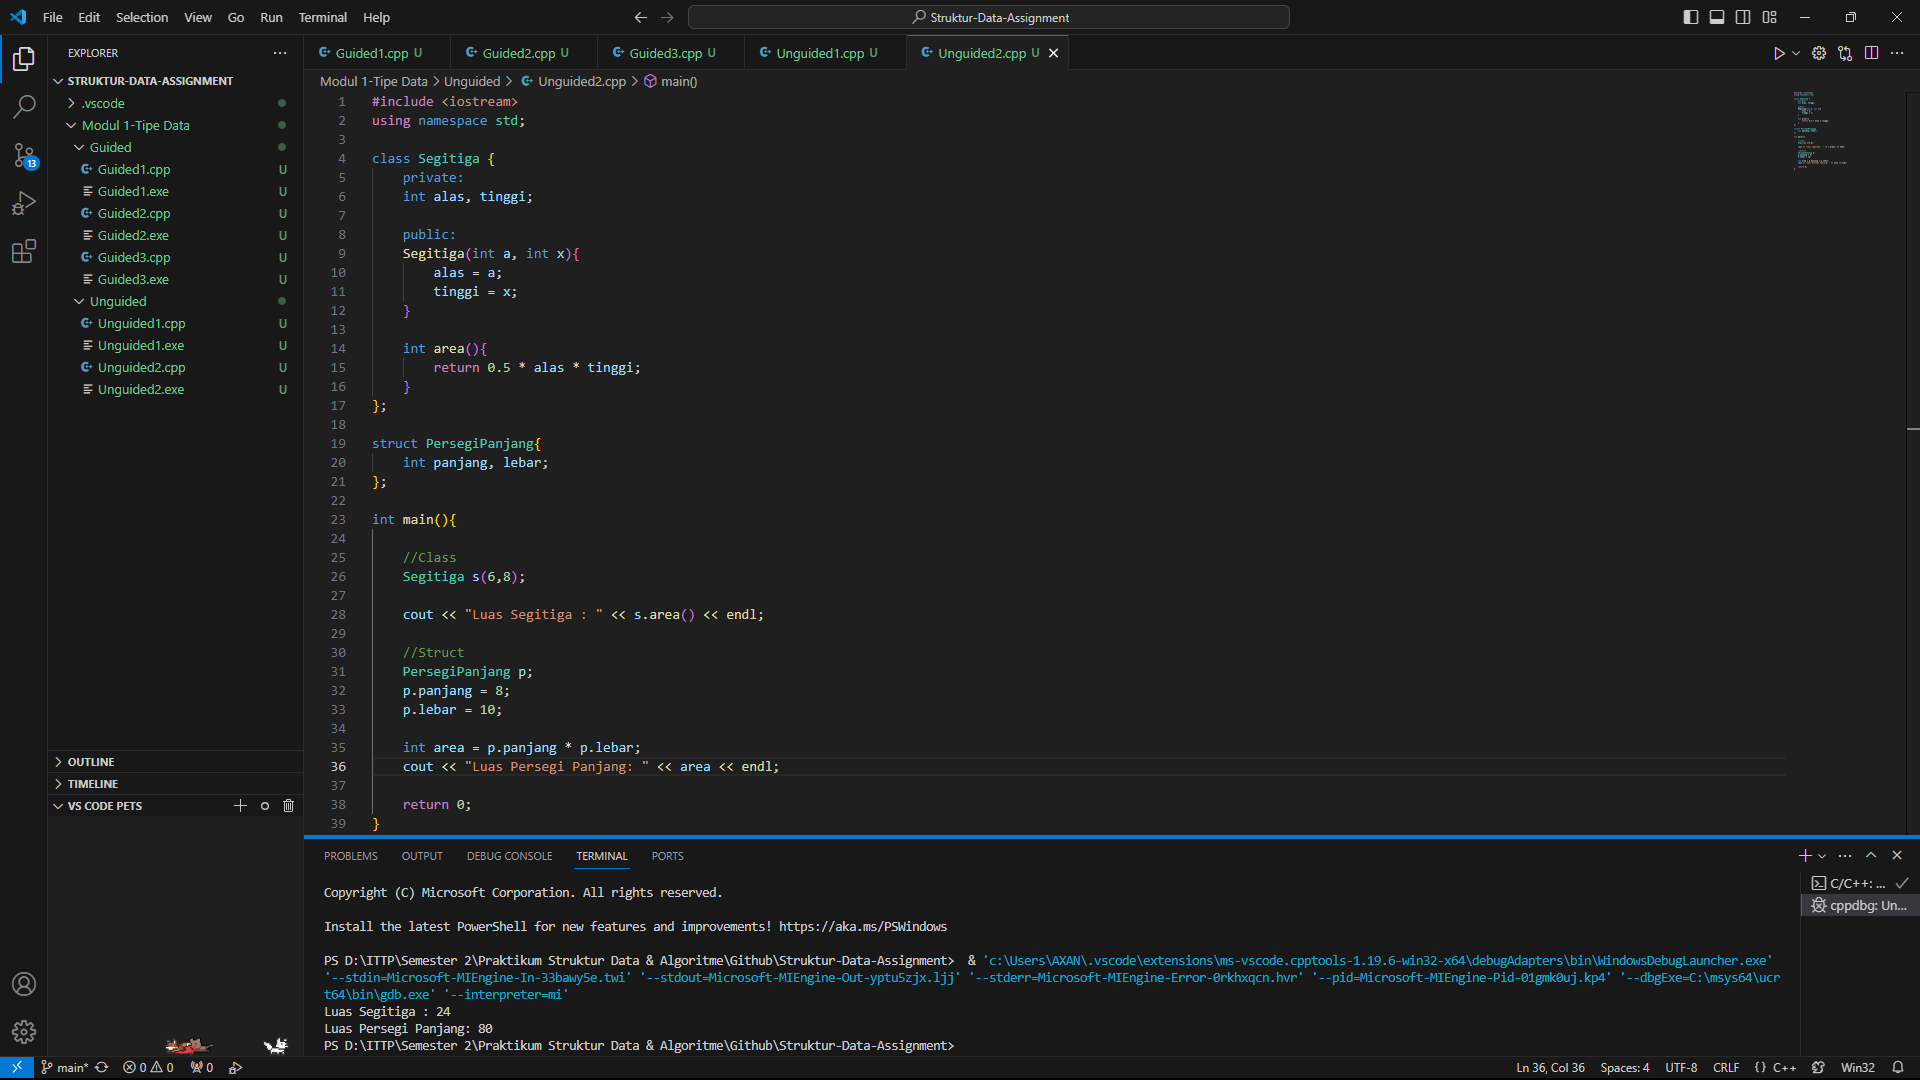 File Edit Selection View Go Run Terminal Help
Struktur-Data-Assignment
EXPLORER
STRUKTUR-DATA-ASSIGNMENT
.vscode
Modul 1-Tipe Data
Guided
Guided1.cpp U
Guided1.exe U
Guided2.cpp U
Guided2.exe U
Guided3.cpp U
Guided3.exe U
Unguided
Unguided1.cpp U
Unguided1.exe U
Unguided2.cpp U
Unguided2.exe U
OUTLINE
TIMELINE
VS CODE PETS
13
Guided1.cpp U Guided2.cpp U Guided3.cpp U Unguided1.cpp U Unguided2.cpp U
Modul 1-Tipe Data > Unguided > Unguided2.cpp > main()
1 #include <iostream>
2 using namespace std;
3
4 class Segitiga {
5 private:
6 int alas, tinggi;
7
8 public:
9 Segitiga(int a, int x){
10 alas = a;
11 tinggi = x;
12 }
13
14 int area(){
15 return 0.5 * alas * tinggi;
16 }
17 };
18
19 struct PersegiPanjang{
20 int panjang, lebar;
21 };
22
23 int main(){
24
25 //Class
26 Segitiga s(6,8);
27
28 cout << "Luas Segitiga : " << s.area() << endl;
29
30 //Struct
31 PersegiPanjang p;
32 p.panjang = 8;
33 p.lebar = 10;
34
35 int area = p.panjang * p.lebar;
36 cout << "Luas Persegi Panjang: " << area << endl;
37
38 return 0;
39 }
PROBLEMS OUTPUT DEBUG CONSOLE TERMINAL PORTS
Copyright (C) Microsoft Corporation. All rights reserved.
Install the latest PowerShell for new features and improvements! https://aka.ms/PSWindows
PS D:\ITTP\Semester 2\Praktikum Struktur Data & Algoritme\Github\Struktur-Data-Assignment> & 'c:\Users\AXAN\.vscode\extensions\ms-vscode.cpptools-1.19.6-win32-x64\debugAdapters\bin\WindowsDebugLauncher.exe'
'--stdin=Microsoft-MIEngine-In-33bawy5e.twi' '--stdout=Microsoft-MIEngine-Out-yptu5zjx.ljj' '--stderr=Microsoft-MIEngine-Error-0rkhxqcn.hvr' '--pid=Microsoft-MIEngine-Pid-01gmk0uj.kp4' '--dbgExe=C:\msys64\ucr
t64\bin\gdb.exe' '--interpreter=mi'
Luas Segitiga : 24
Luas Persegi Panjang: 80
PS D:\ITTP\Semester 2\Praktikum Struktur Data & Algoritme\Github\Struktur-Data-Assignment>
C/C++: ...
cppdbg: Un...
main* 0 0 0 Ln 36, Col 36 Spaces: 4 UTF-8 CRLF {} C++ Win32